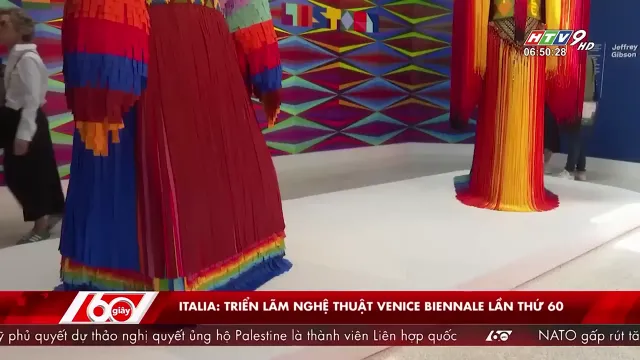 HTV9 HD
06:50:28
Jeffrey
Gibson
60 giây
ITALIA: TRIỂN LÃM NGHỆ THUẬT VENICE BIENNALE LẦN THỨ 60
ỹ phủ quyết dự thảo nghị quyết ủng hộ Palestine là thành viên Liên hợp quốc 60 giây NATO gấp rút tă